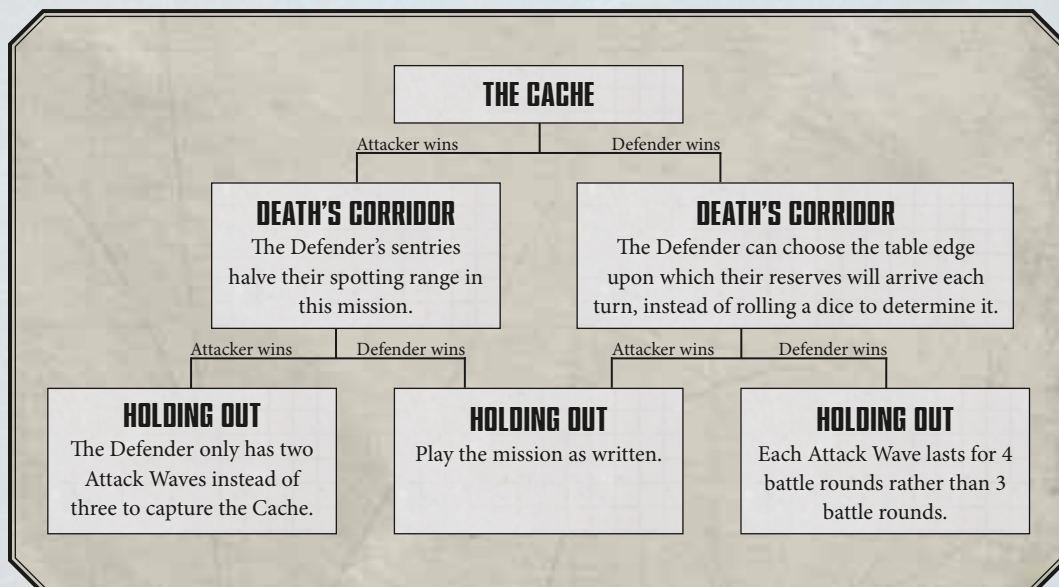 THE CACHE
Attacker wins
Defender wins
DEATH'S CORRIDOR
The Defender's sentries
halve their spotting range in
this mission.
DEATH'S CORRIDOR
The Defender can choose the table edge
upon which their reserves will arrive each
turn, instead of rolling a dice to determine it.
Attacker wins
Defender wins
Attacker wins
Defender wins
HOLDING OUT
The Defender only has two
Attack Waves instead of
three to capture the Cache.
HOLDING OUT
Play the mission as written.
HOLDING OUT
Each Attack Wave lasts for 4
battle rounds rather than 3
battle rounds.